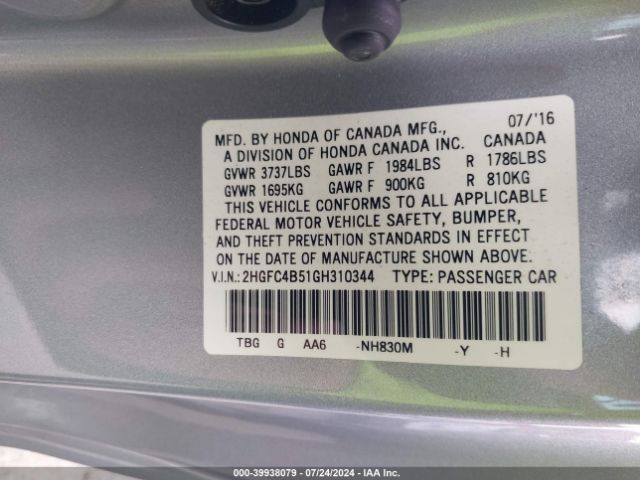 07/'16
MFD. BY HONDA OF CANADA MFG., CANADA
A DIVISION OF HONDA CANADA INC.
GVWR 3737LBS GAWR F 1984LBS R 1786LBS
GVWR 1695KG GAWR F 900KG R 810KG
THIS VEHICLE CONFORMS TO ALL APPLICABLE
FEDERAL MOTOR VEHICLE SAFETY, BUMPER,
AND THEFT PREVENTION STANDARDS IN EFFECT
ON THE DATE OF MANUFACTURE SHOWN ABOVE.
V.I.N.: 2HGFC4B51GH310344 TYPE: PASSENGER CAR
TBG G AA6 -NH830M -Y -H
000-39938079 - 07/24/2024 - IAA Inc.